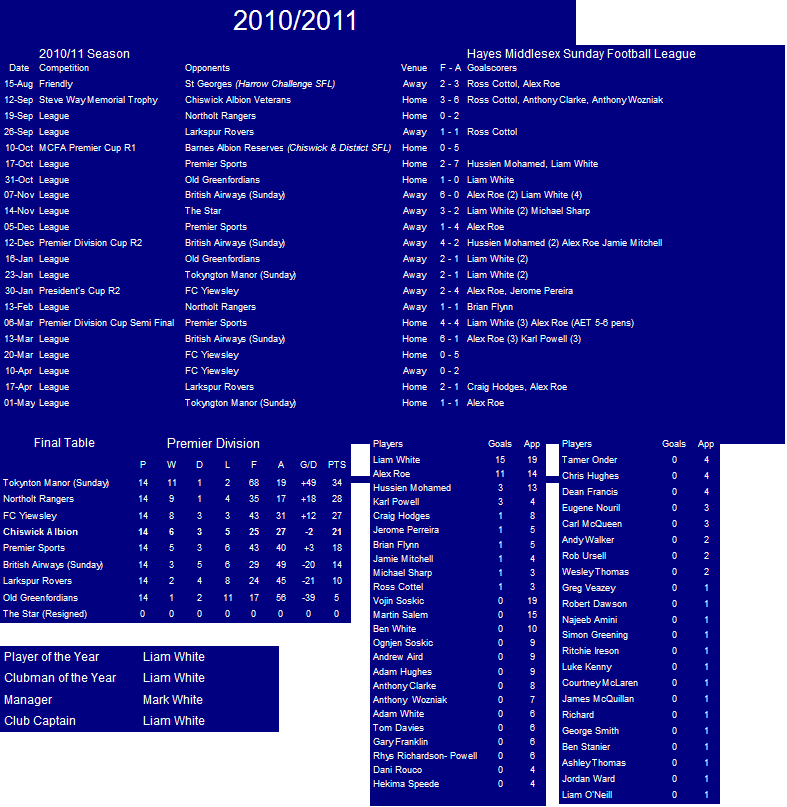 2010/2011
2010/11 Season Hayes Middlesex Sunday Football League
Date Competition Opponents Venue F - A Goalscorers
15-Aug Friendly St Georges (Harrow Challenge SFL) Away 2 - 3 Ross Cottol, Alex Roe
12-Sep Steve Way Memorial Trophy Chiswick Albion Veterans Home 3 - 6 Ross Cottol, Anthony Clarke, Anthony Wozniak
19-Sep League Northolt Rangers Home 0 - 2
26-Sep League Larkspur Rovers Away 1 - 1 Ross Cottol
10-Oct MCFA Premier Cup R1 Barnes Albion Reserves (Chiswick & District SFL) Home 0 - 5
17-Oct League Premier Sports Home 2 - 7 Hussien Mohamed, Liam White
31-Oct League Old Greenfordians Home 1 - 0 Liam White
07-Nov League British Airways (Sunday) Away 6 - 0 Alex Roe (2) Liam White (4)
14-Nov League The Star Away 3 - 2 Liam White (2) Michael Sharp
05-Dec League Premier Sports Away 1 - 4 Alex Roe
12-Dec Premier Division Cup R2 British Airways (Sunday) Away 4 - 2 Hussien Mohamed (2) Alex Roe Jamie Mitchell
16-Jan League Old Greenfordians Away 2 - 1 Liam White (2)
23-Jan League Tokyngton Manor (Sunday) Away 2 - 1 Liam White (2)
30-Jan President's Cup R2 FC Yiewsley Away 2 - 4 Alex Roe, Jerome Pereira
13-Feb League Northolt Rangers Away 1 - 1 Brian Flynn
06-Mar Premier Division Cup Semi Final Premier Sports Home 4 - 4 Liam White (3) Alex Roe (AET 5-6 pens)
13-Mar League British Airways (Sunday) Home 6 - 1 Alex Roe (3) Karl Powell (3)
20-Mar League FC Yiewsley Home 0 - 5
10-Apr League FC Yiewsley Away 0 - 2
17-Apr League Larkspur Rovers Home 2 - 1 Craig Hodges, Alex Roe
01-May League Tokyngton Manor (Sunday) Home 1 - 1 Alex Roe
Final Table Premier Division
P W D L F A G/D PTS
Tokynton Manor (Sunday) 14 11 1 2 68 19 +49 34
Northolt Rangers 14 9 1 4 35 17 +18 28
FC Yiewsley 14 8 3 3 43 31 +12 27
Chiswick Albion 14 6 3 5 25 27 -2 21
Premier Sports 14 5 3 6 43 40 +3 18
British Airways (Sunday) 14 3 5 6 29 49 -20 14
Larkspur Rovers 14 2 4 8 24 45 -21 10
Old Greenfordians 14 1 2 11 17 56 -39 5
The Star (Resigned) 0 0 0 0 0 0 0 0
Player of the Year Liam White
Clubman of the Year Liam White
Manager Mark White
Club Captain Liam White
Players Goals App
Liam White 15 19
Alex Roe 11 14
Hussien Mohamed 3 13
Karl Powell 3 4
Craig Hodges 1 8
Jerome Perreira 1 5
Brian Flynn 1 5
Jamie Mitchell 1 4
Michael Sharp 1 3
Ross Cottel 1 3
Vojin Soskic 0 19
Martin Salem 0 15
Ben White 0 10
Ognjen Soskic 0 9
Andrew Aird 0 9
Adam Hughes 0 9
Anthony Clarke 0 8
Anthony Wozniak 0 7
Adam White 0 6
Tom Davies 0 6
Gary Franklin 0 6
Rhys Richardson- Powell 0 6
Dani Rouco 0 4
Hekima Speede 0 4
Players Goals App
Tamer Onder 0 4
Chris Hughes 0 4
Dean Francis 0 4
Eugene Nouril 0 3
Carl McQueen 0 3
Andy Walker 0 2
Rob Ursell 0 2
Wesley Thomas 0 2
Greg Veazey 0 1
Robert Dawson 0 1
Najeeb Amini 0 1
Simon Greening 0 1
Ritchie Ireson 0 1
Luke Kenny 0 1
Courtney McLaren 0 1
James McQuillan 0 1
Richard 0 1
George Smith 0 1
Ben Stanier 0 1
Ashley Thomas 0 1
Jordan Ward 0 1
Liam O'Neill 0 1